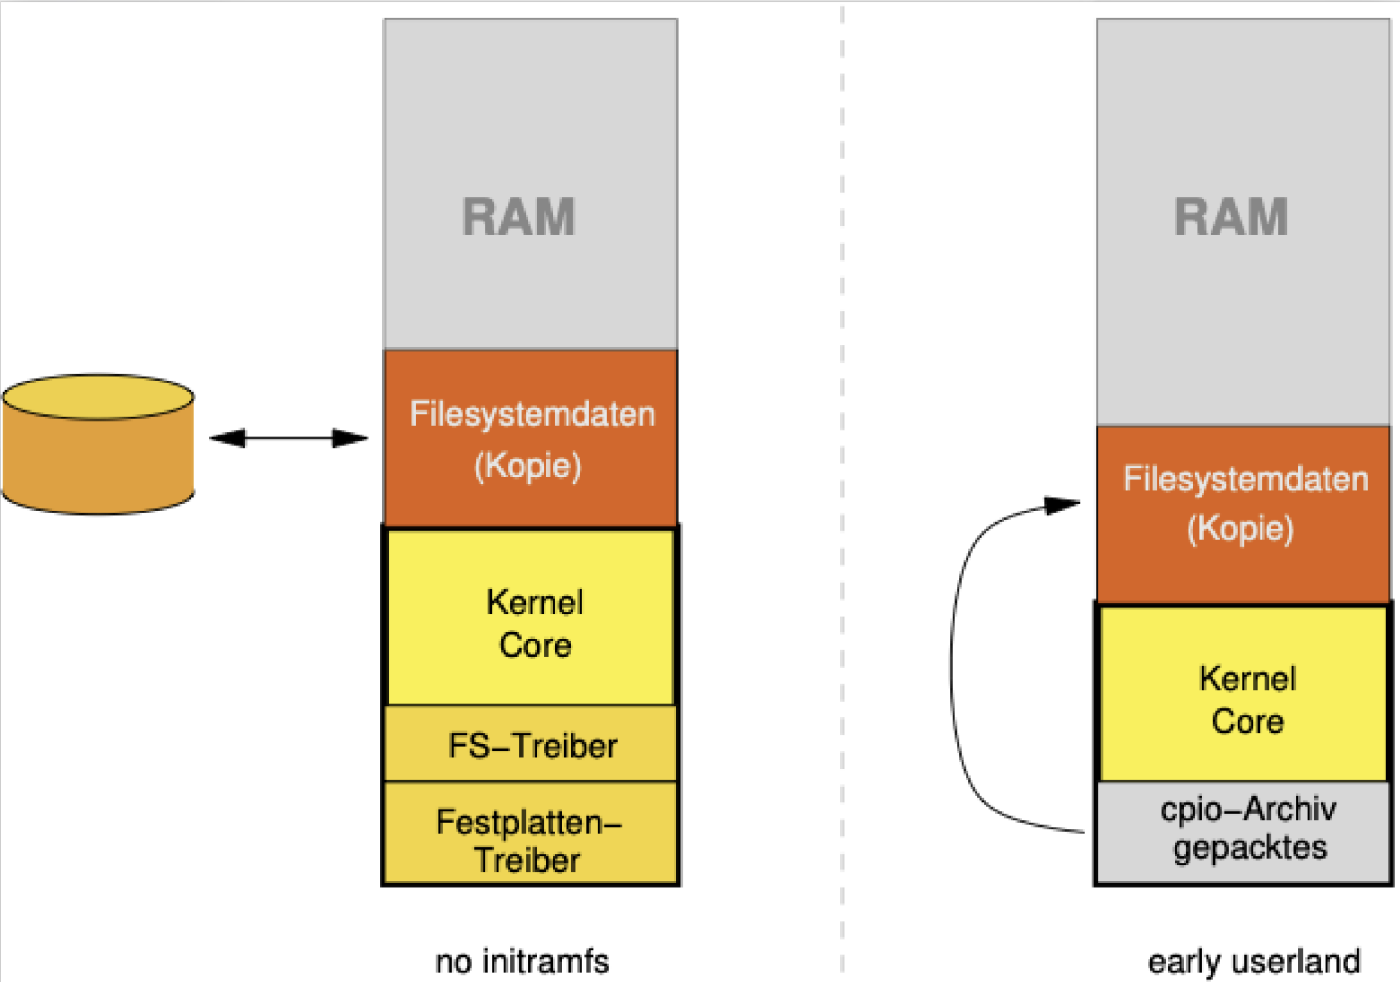 RAM
Filesystemdaten
(Kopie)
Kernel
Core
FS–Treiber
Festplatten–
Treiber
no initramfs
RAM
Filesystemdaten
(Kopie)
Kernel
Core
cpio–Archiv
gepacktes
early userland